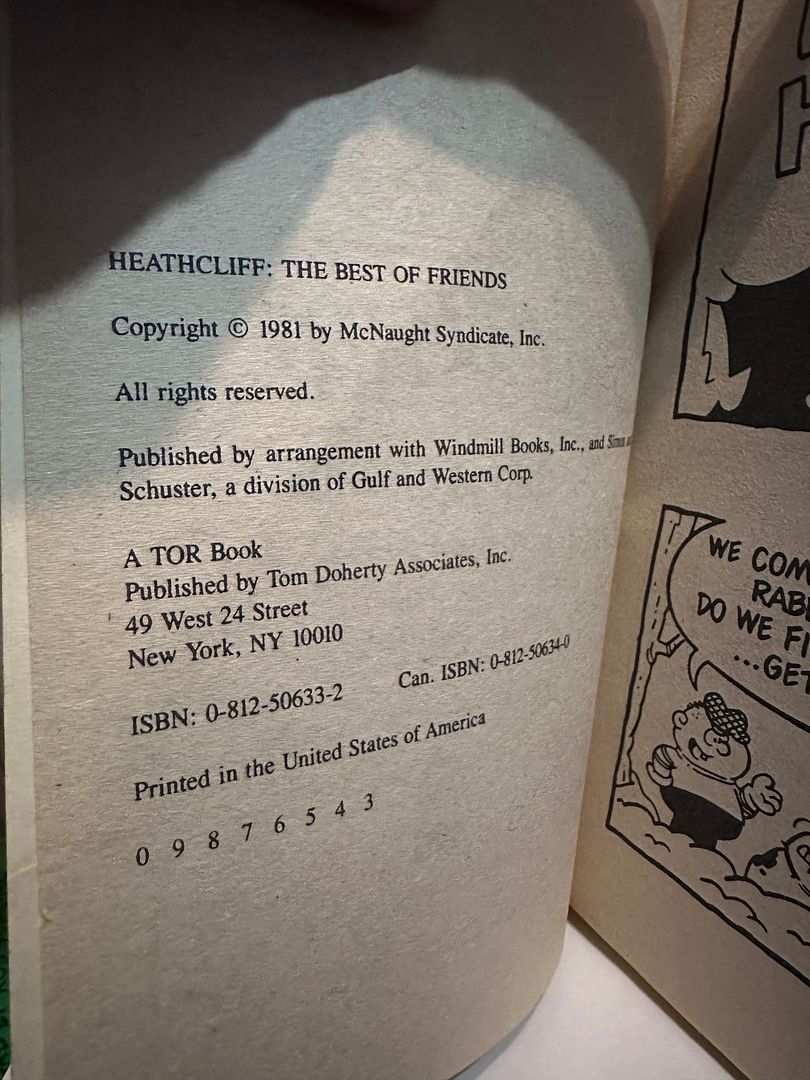 HEATHCLIFF: THE BEST OF FRIENDS
Copyright © 1981 by McNaught Syndicate, Inc.
All rights reserved.
Published by arrangement with Windmill Books, Inc., and Simon
Schuster, a division of Gulf and Western Corp.
A TOR Book
Published by Tom Doherty Associates, Inc.
49 West 24 Street
New York, NY 10010
ISBN: 0-812-50633-2 Can. ISBN: 0-812-50634-0
Printed in the United States of America
0 9 8 7 6 5 4 3
H
WE COM
RAB
DO WE FI
...GET